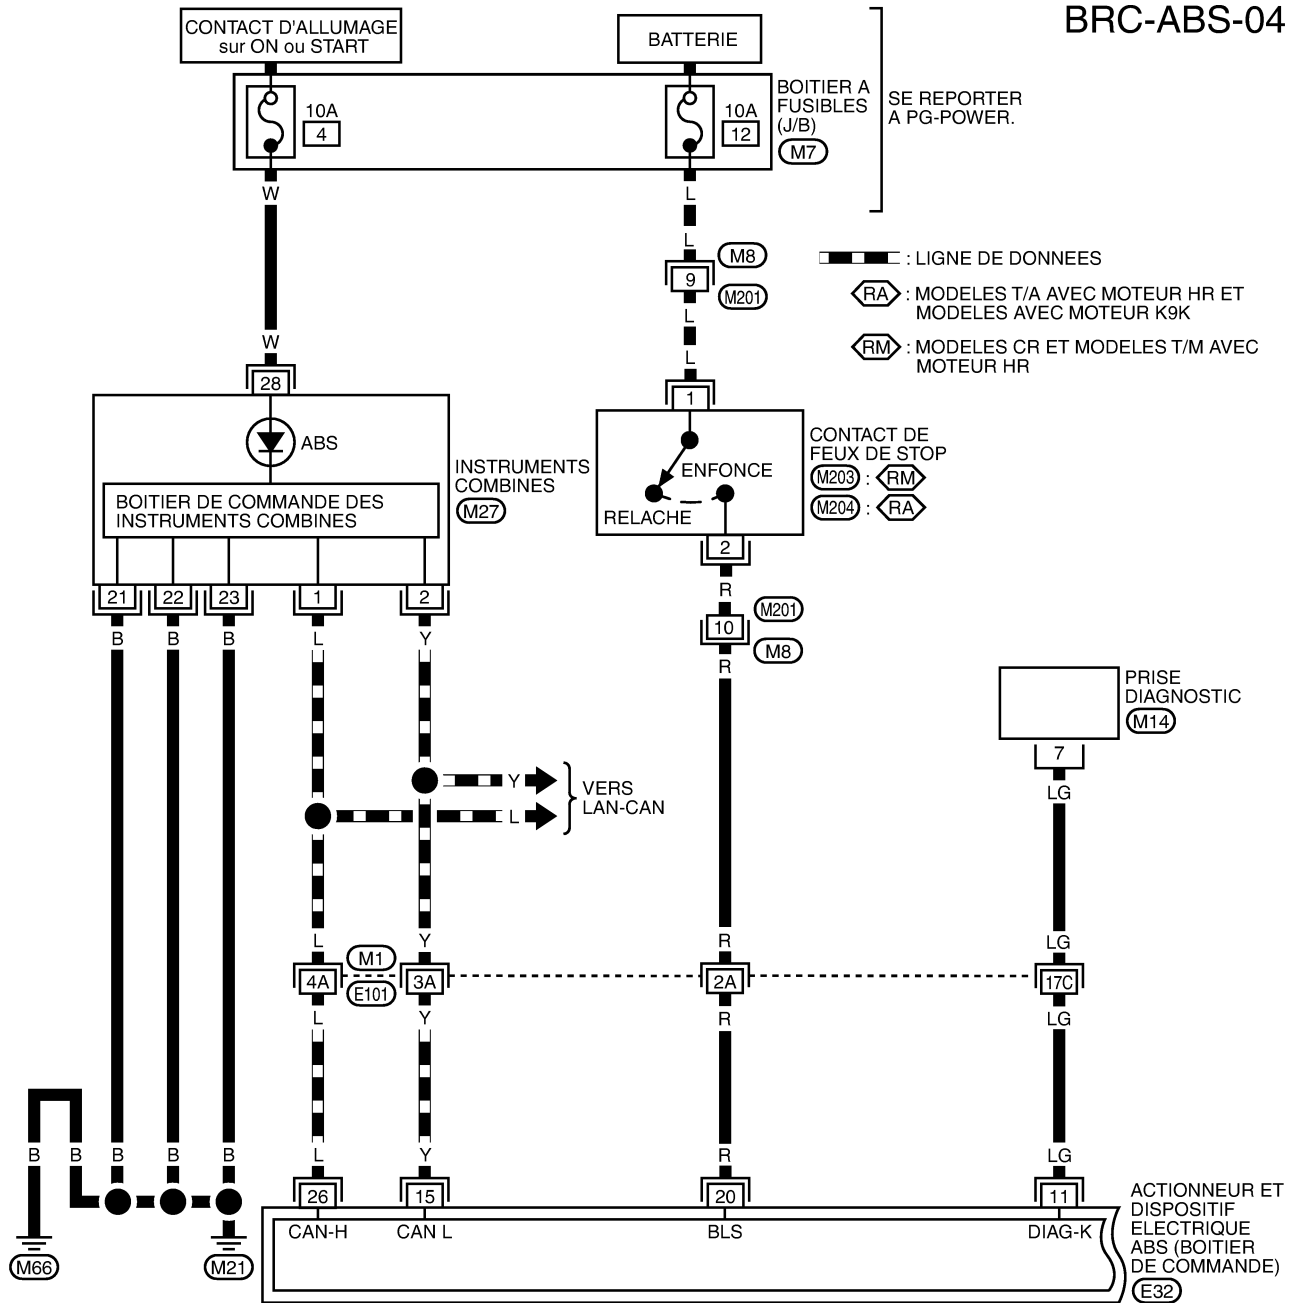 BRC-ABS-04
CONTACT D'ALLUMAGE
sur ON ou START
BATTERIE
10A
4
10A
12
BOITIER A
FUSIBLES
(J/B)
M7
SE REPORTER
A PG-POWER.
W
L
L
M8
9
M201
L
W
L
: LIGNE DE DONNEES
RA : MODELES T/A AVEC MOTEUR HR ET
MODELES AVEC MOTEUR K9K
RM : MODELES CR ET MODELES T/M AVEC
MOTEUR HR
28
1
ABS
BOITIER DE COMMANDE DES
INSTRUMENTS COMBINES
INSTRUMENTS
COMBINES
M27
ENFONCE
RELACHE
CONTACT DE
FEUX DE STOP
M203 : RM
M204 : RA
2
21 22 23 1 2
B B B L Y
R
M201
10
M8
R
PRISE
DIAGNOSTIC
M14
7
LG
Y
L
VERS
LAN-CAN
L Y R LG
M1
4A 3A 2A 17C
E101
L Y R LG
B B B B B L Y R LG
26 15 20 11
CAN-H CAN L BLS DIAG-K
M66
M21
ACTIONNEUR ET
DISPOSITIF
ELECTRIQUE
ABS (BOITIER
DE COMMANDE)
E32